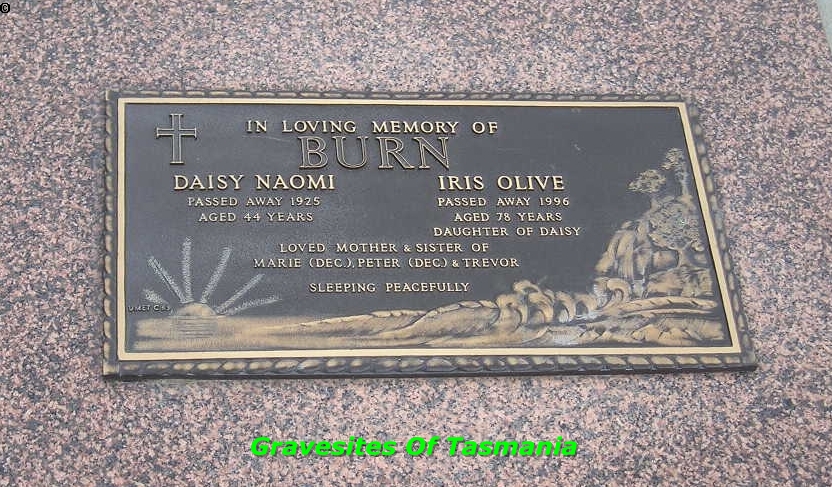 IN LOVING MEMORY OF
BURN
DAISY NAOMI
PASSED AWAY 1925
AGED 44 YEARS
IRIS OLIVE
PASSED AWAY 1996
AGED 78 YEARS
DAUGHTER OF DAISY
LOVED MOTHER & SISTER OF
MARIE (DEC.), PETER (DEC.) & TREVOR
SLEEPING PEACEFULLY
Gravesites Of Tasmania